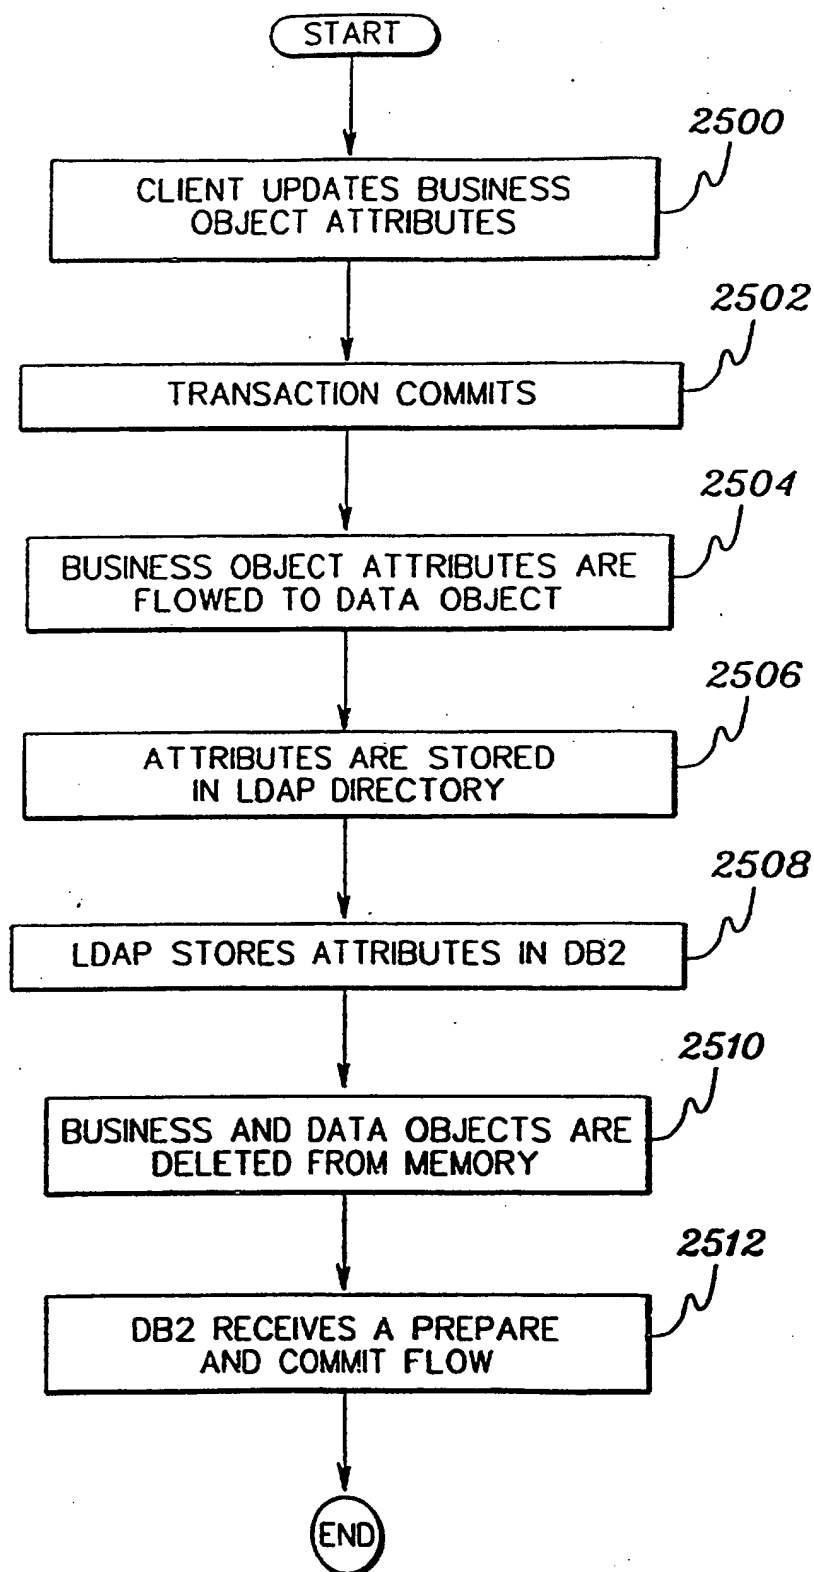 START
2500
CLIENT UPDATES BUSINESS
OBJECT ATTRIBUTES
2502
TRANSACTION COMMITS
2504
BUSINESS OBJECT ATTRIBUTES ARE
FLOWED TO DATA OBJECT
2506
ATTRIBUTES ARE STORED
IN LDAP DIRECTORY
2508
LDAP STORES ATTRIBUTES IN DB2
2510
BUSINESS AND DATA OBJECTS ARE
DELETED FROM MEMORY
2512
DB2 RECEIVES A PREPARE
AND COMMIT FLOW
END